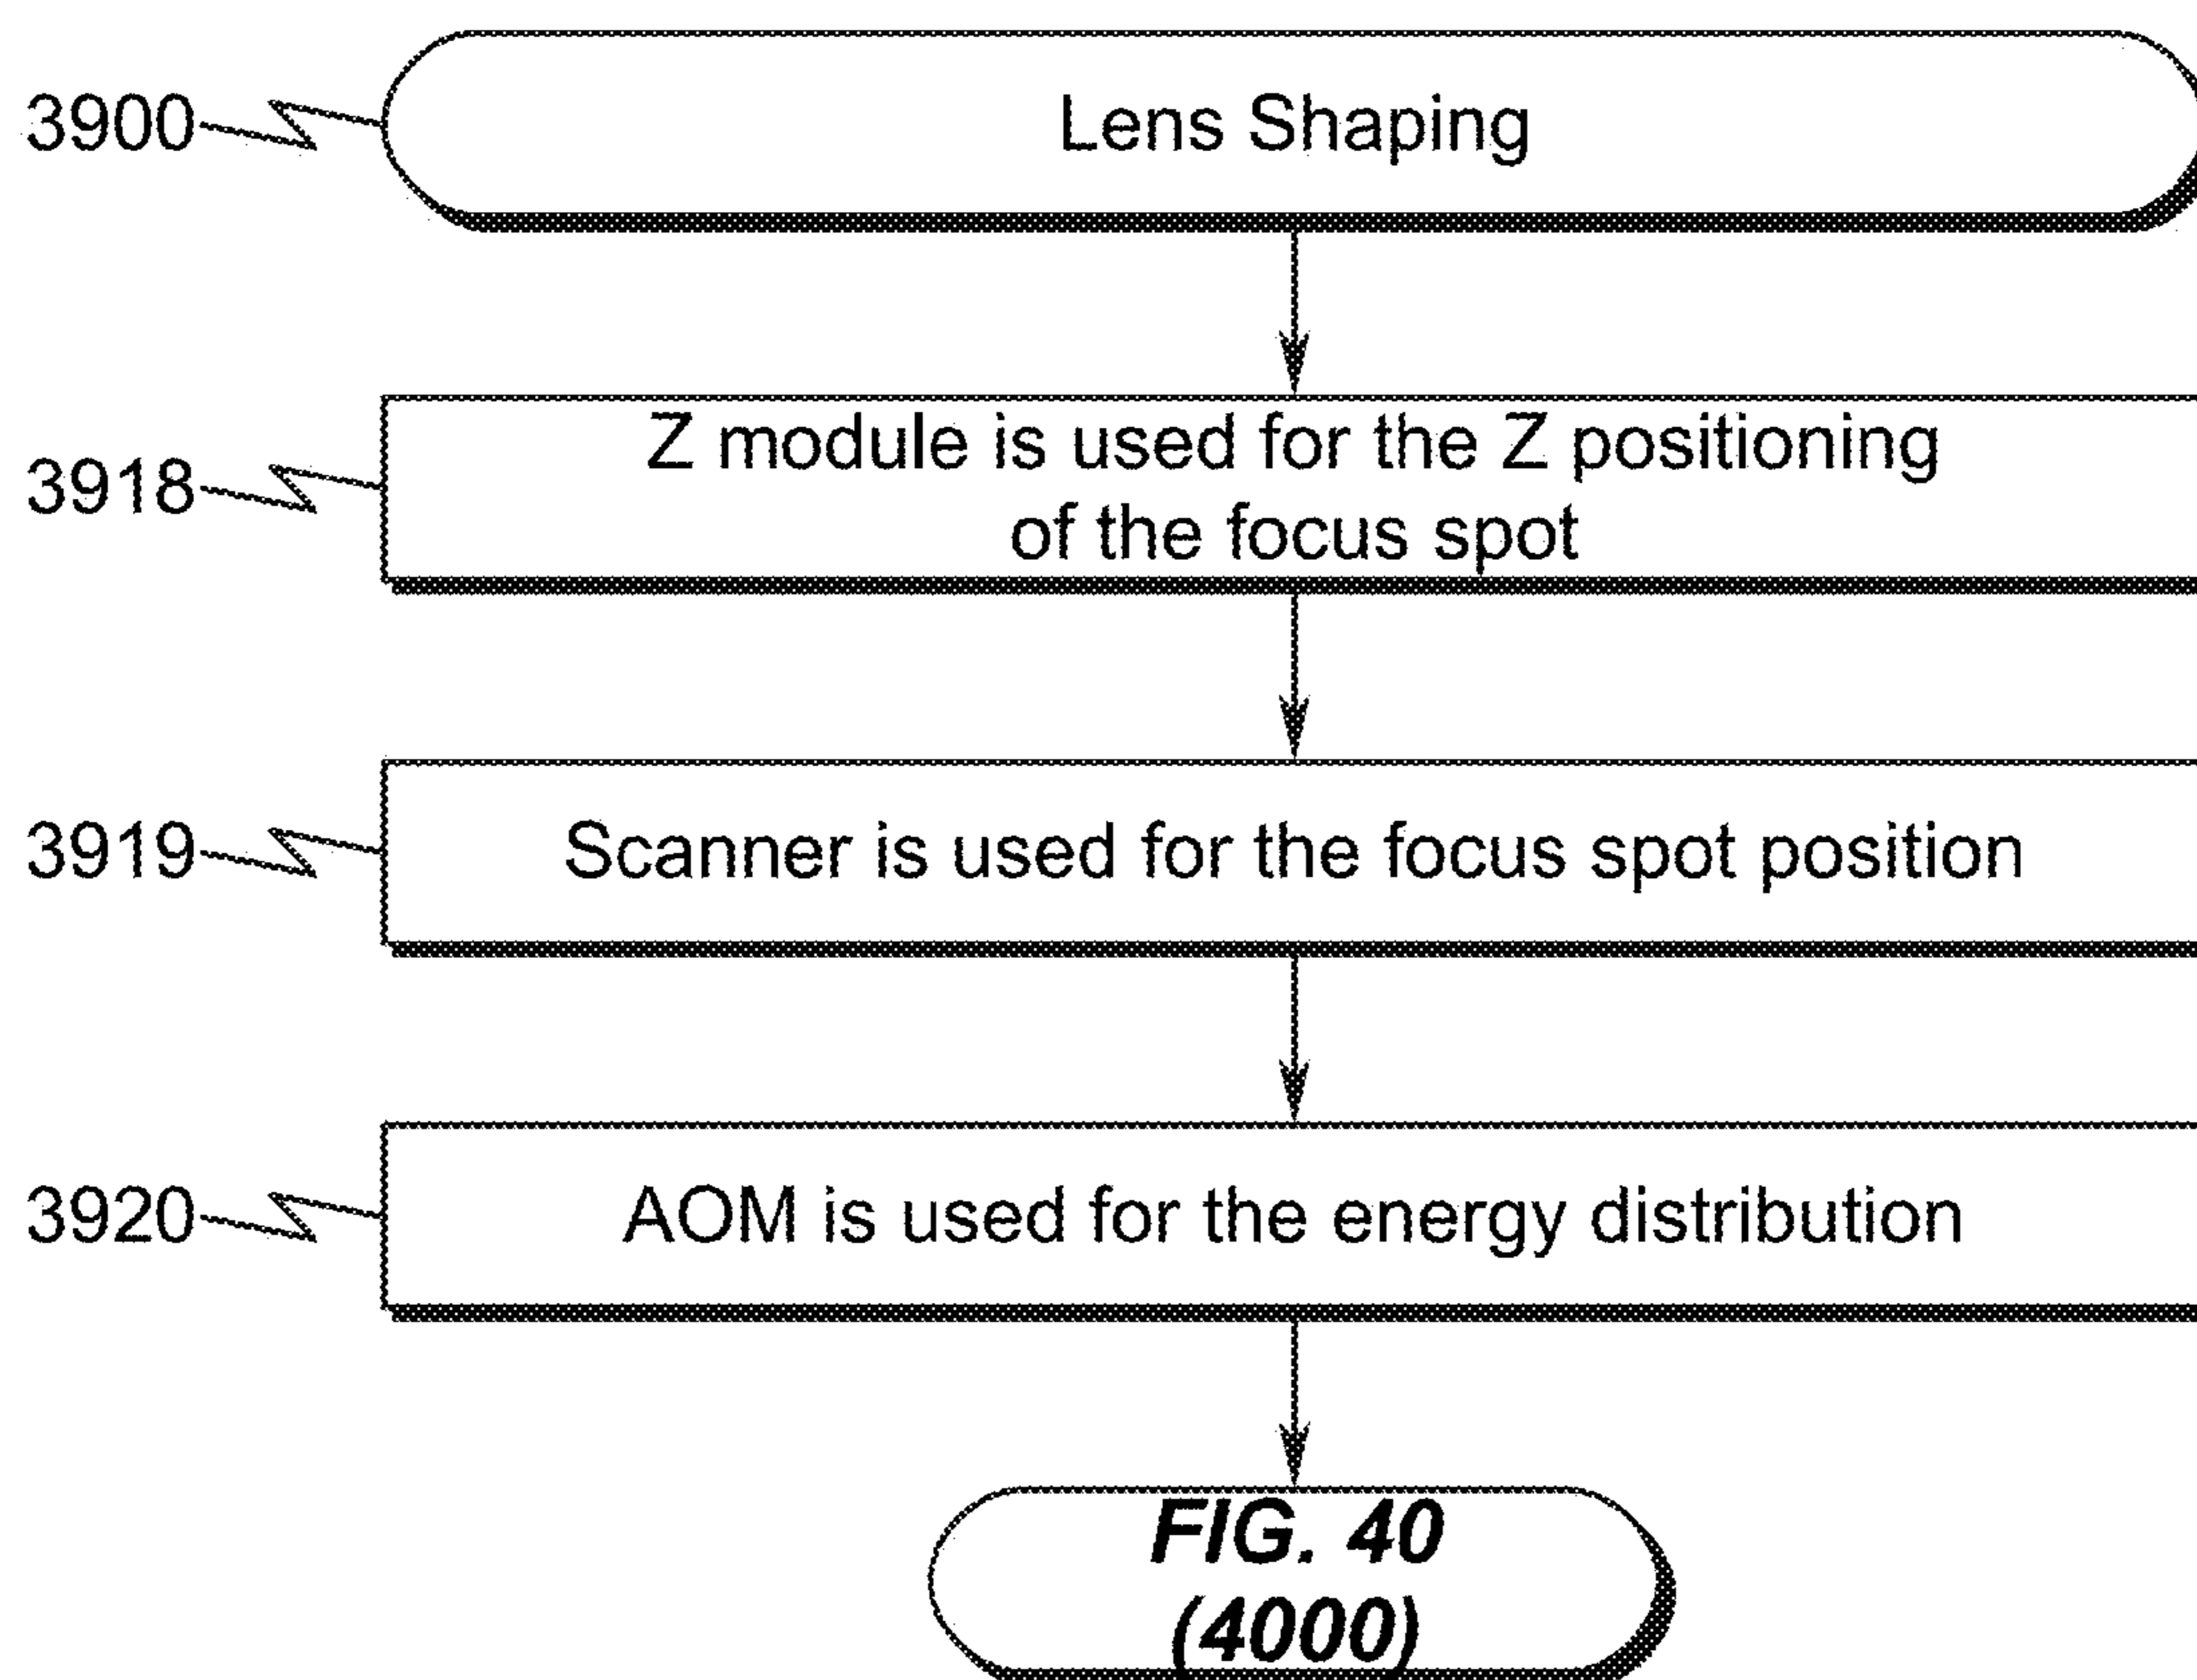 3900
Lens Shaping
3918
Z module is used for the Z positioning
of the focus spot
3919
Scanner is used for the focus spot position
3920
AOM is used for the energy distribution
FIG. 40
(4000)